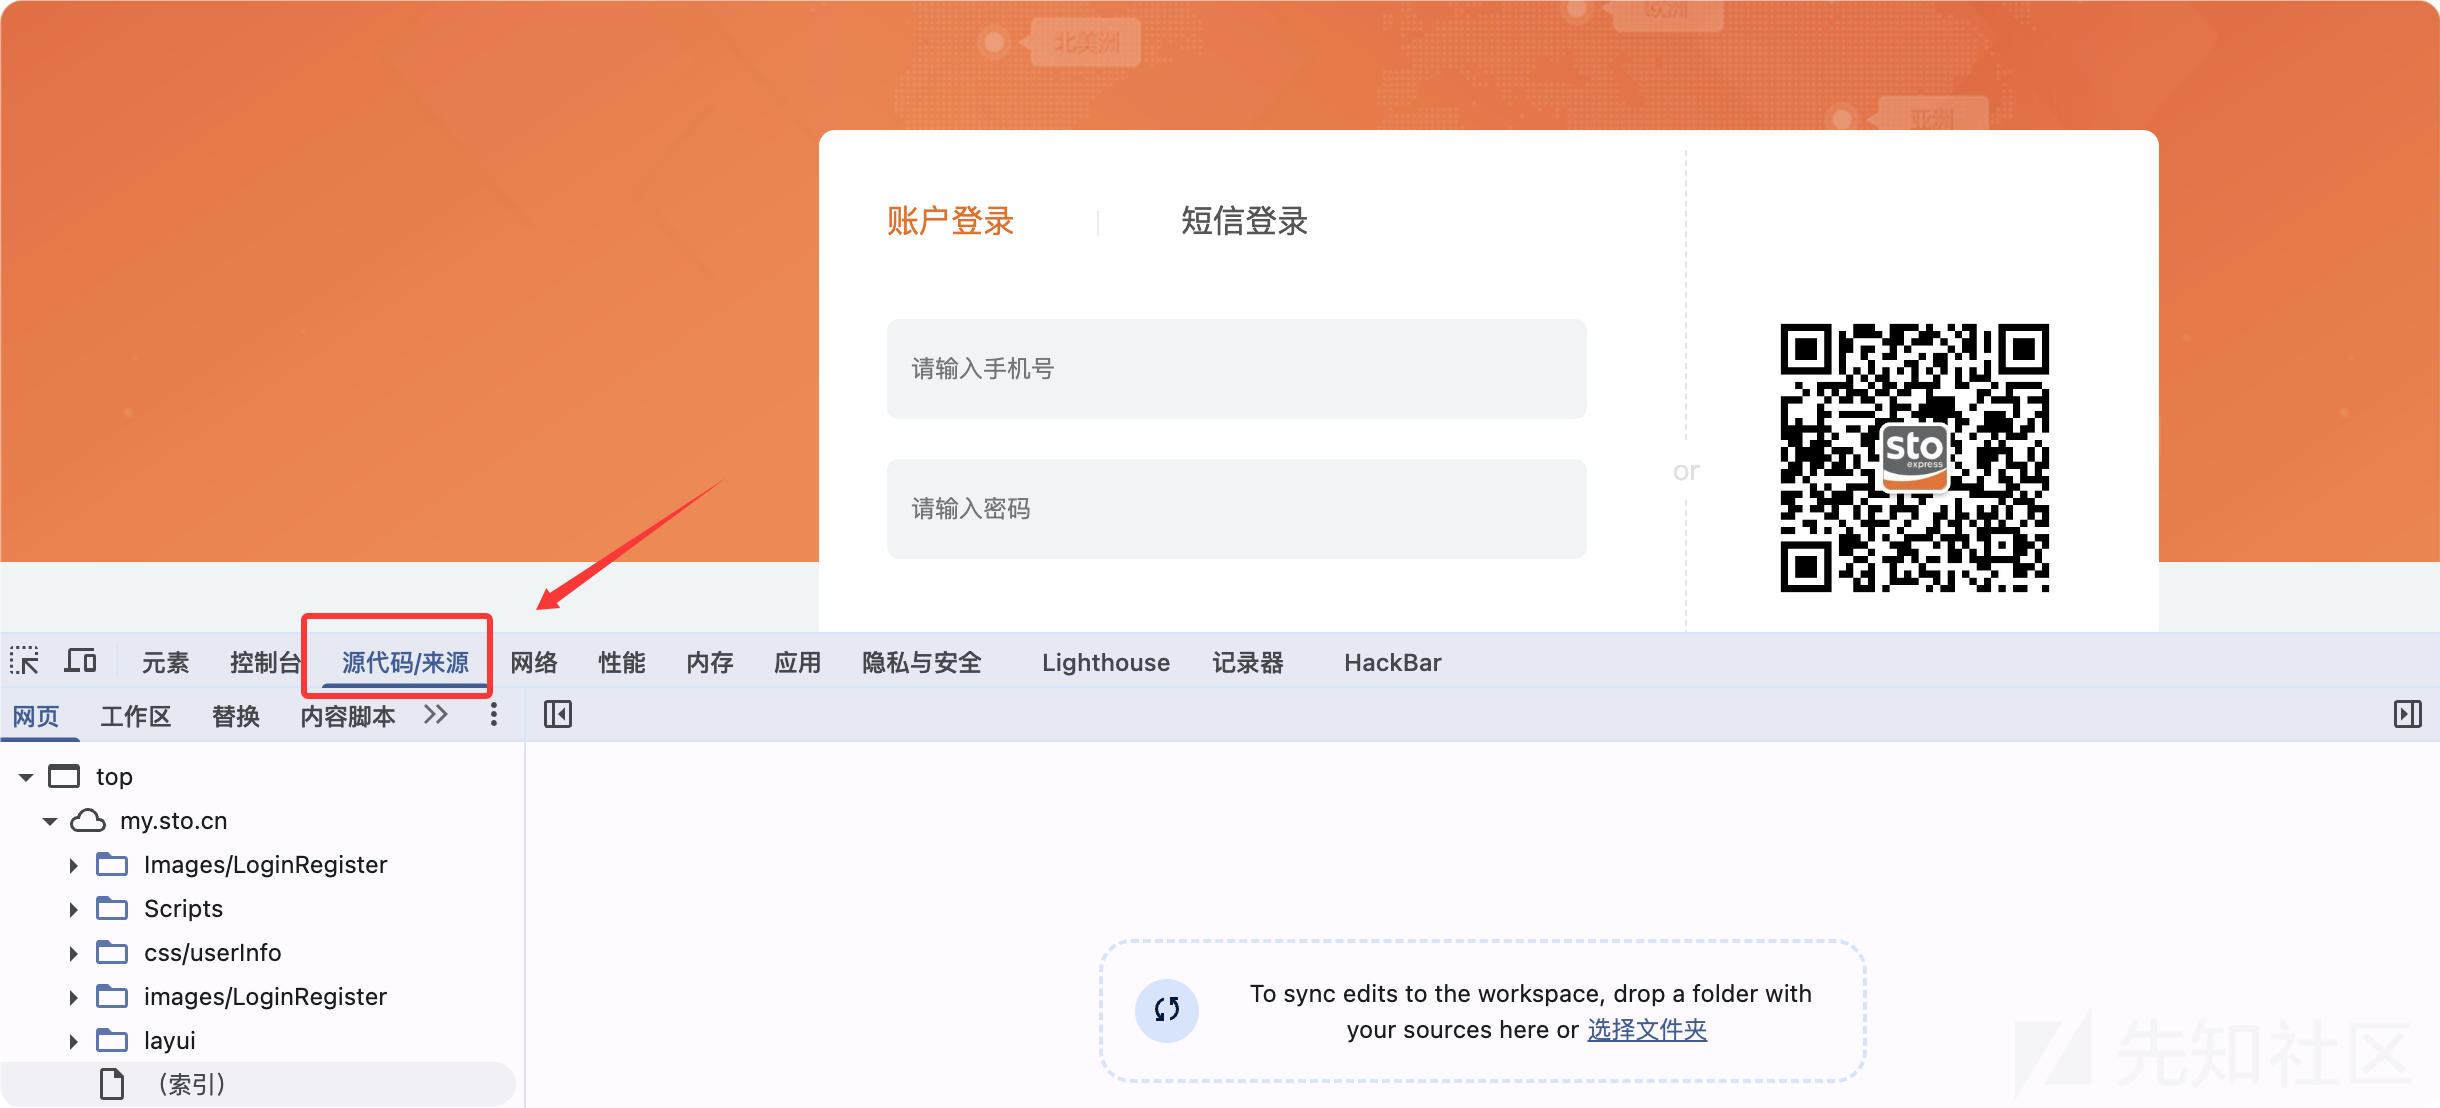 北美洲
欧洲
亚洲
账户登录
短信登录
请输入手机号
请输入密码
or
sto
express
元素
控制台
源代码/来源
网络
性能
内存
应用
隐私与安全
Lighthouse
记录器
HackBar
网页
工作区
替换
内容脚本
top
my.sto.cn
Images/LoginRegister
Scripts
css/userInfo
images/LoginRegister
layui
（索引）
To sync edits to the workspace, drop a folder with
your sources here or 选择文件夹
先知社区